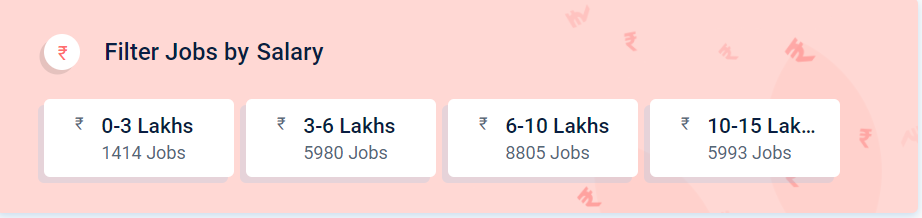 ₹ Filter Jobs by Salary
₹ 0-3 Lakhs
1414 Jobs
₹ 3-6 Lakhs
5980 Jobs
₹ 6-10 Lakhs
8805 Jobs
₹ 10-15 Lak...
5993 Jobs